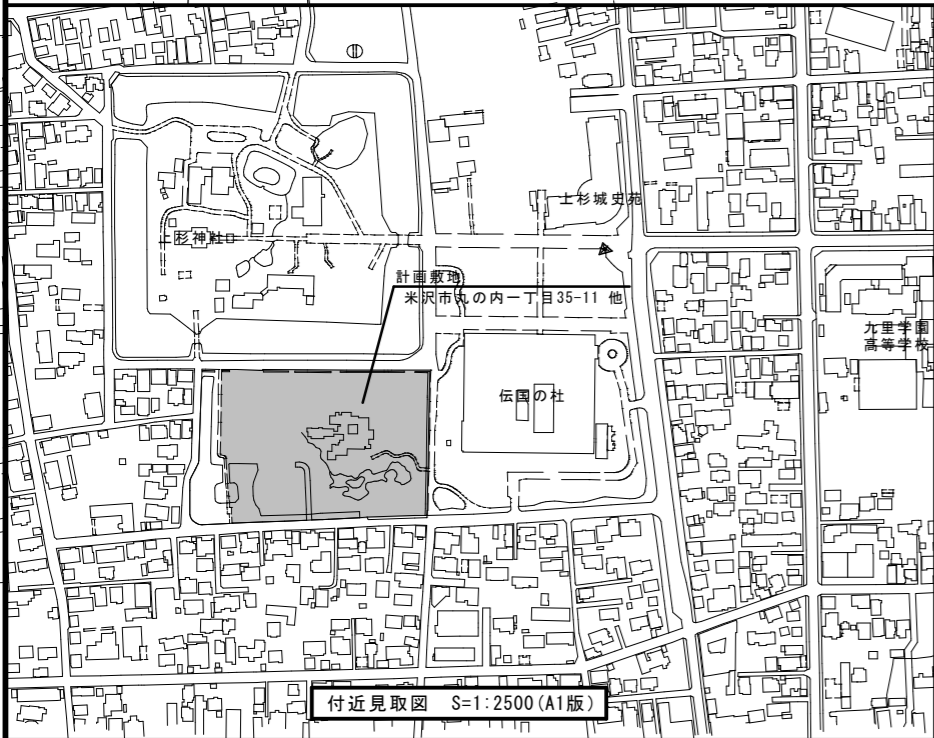 上杉城史苑
上杉神社
計画敷地
米沢市丸の内一丁目35-11 他
九里学園
高等学校
伝国の杜
付近見取図 S=1:2500(A1版)